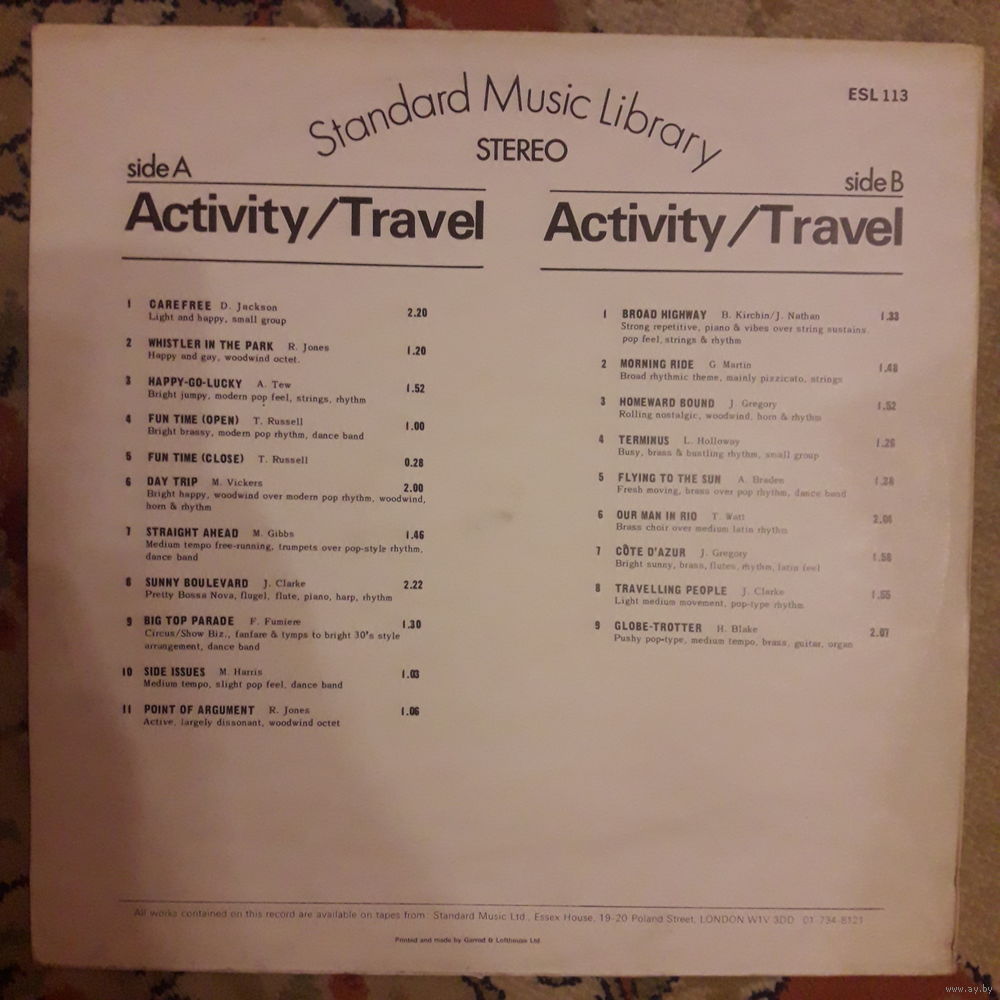 Standard Music Library
STEREO
ESL 113
side A
Activity/Travel
1 CAREFREE D. Jackson 2.20
Light and happy, small group
2 WHISTLER IN THE PARK R. Jones 1.20
Happy and gay, woodwind octet.
3 HAPPY-GO-LUCKY A. Tew 1.52
Bright jumpy, modern pop feel, strings, rhythm
4 FUN TIME (OPEN) T. Russell 1.00
Bright brassy, modern pop rhythm, dance band
5 FUN TIME (CLOSE) T. Russell 0.28
6 DAY TRIP M. Vickers 2.00
Bright happy, woodwind over modern pop rhythm, woodwind,
horn & rhythm
7 STRAIGHT AHEAD M. Gibbs 1.46
Medium tempo free-running, trumpets over pop-style rhythm,
dance band
8 SUNNY BOULEVARD J. Clarke 2.22
Pretty Bossa Nova, flugel, flute, piano, harp, rhythm
9 BIG TOP PARADE F. Fumiere 1.30
Circus/Show Biz., fanfare & tymps to bright 30's style
arrangement, dance band
10 SIDE ISSUES M. Harris 1.03
Medium tempo, slight pop feel, dance band
11 POINT OF ARGUMENT R. Jones 1.06
Active, largely dissonant, woodwind octet
side B
Activity/Travel
1 BROAD HIGHWAY B. Kirchin/J. Nathan 1.33
Strong repetitive, piano & vibes over string sustains
pop feel, strings & rhythm
2 MORNING RIDE G. Martin 1.48
Broad rhythmic theme, mainly pizzicato, strings
3 HOMEWARD BOUND J. Gregory 1.52
Rolling nostalgic, woodwind, horn & rhythm
4 TERMINUS L. Holloway
Busy, brass & bustling rhythm, small group
5 FLYING TO THE SUN A. Braden
Fresh moving, brass over pop rhythm, dance band
6 OUR MAN IN RIO T. Watt
Brass choir over medium latin rhythm
7 CÔTE D'AZUR J. Gregory
Bright sunny, brass, flutes, rhythm, latin feel
8 TRAVELLING PEOPLE J. Clarke
Light medium movement, pop-type rhythm
9 GLOBE-TROTTER H. Blake 2.07
Pushy pop-type, medium tempo, brass, guitar, organ
All works contained on this record are available on tapes from: Standard Music Ltd., Essex House, 19-20 Poland Street, LONDON W1V 3DD 01-734-8121
Printed and made by Garrod & Lofthouse Ltd
www.ay.by